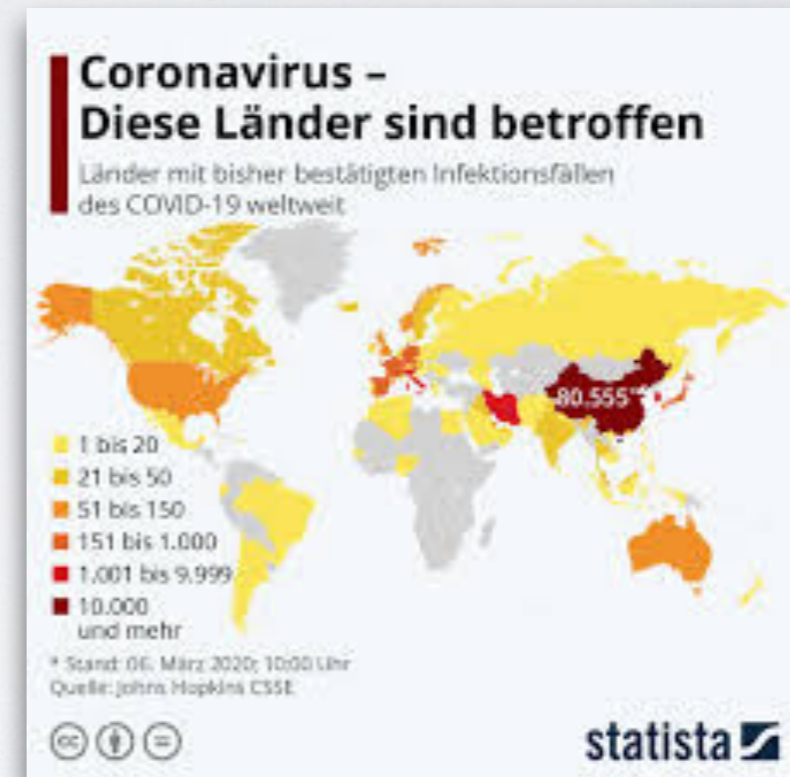 Coronavirus –
Diese Länder sind betroffen
Länder mit bisher bestätigten Infektionsfällen
des COVID-19 weltweit
80.555*
1 bis 20
21 bis 50
51 bis 150
151 bis 1.000
1.001 bis 9.999
10.000
und mehr
* Stand: 06. März 2020; 10:00 Uhr
Quelle: Johns Hopkins CSSE
cc
statista